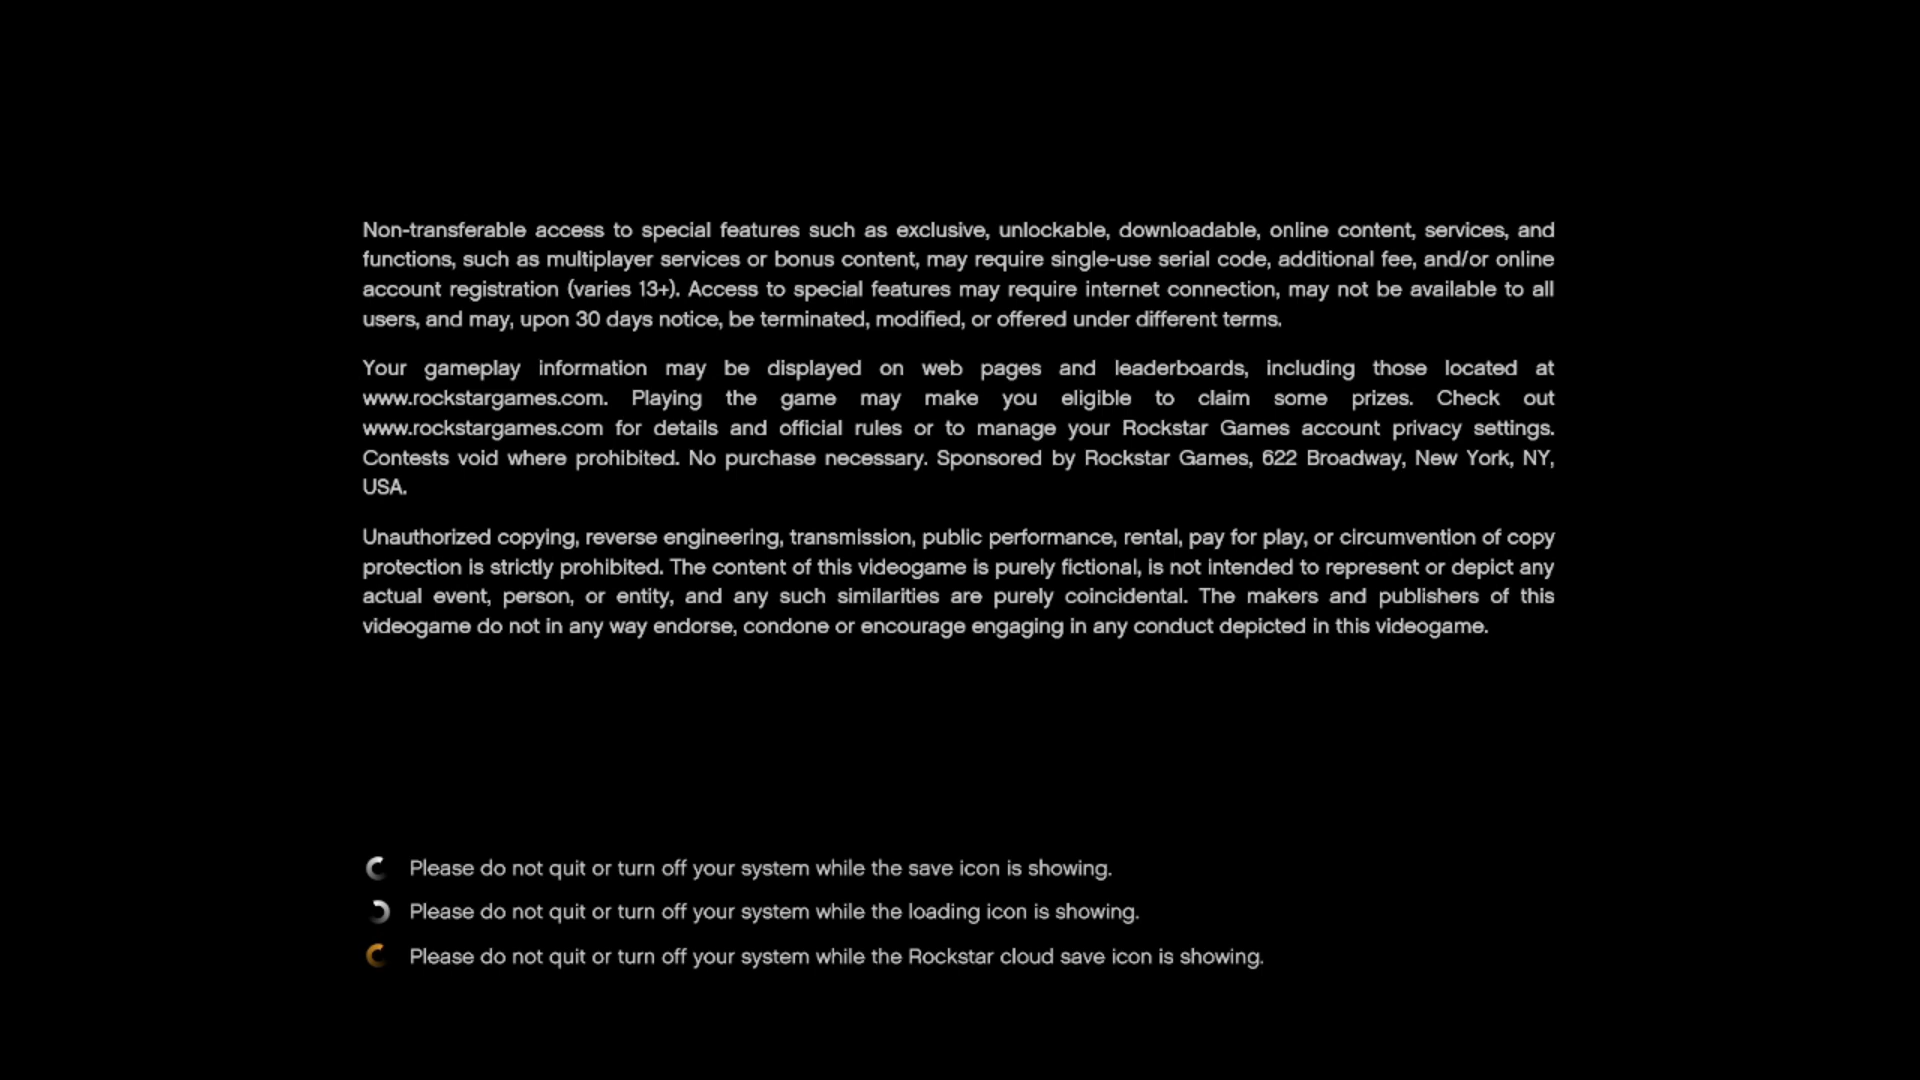 Non-transferable access to special features such as exclusive, unlockable, downloadable, online content, services, and
functions, such as multiplayer services or bonus content, may require single-use serial code, additional fee, and/or online
account registration (varies 13+). Access to special features may require internet connection, may not be available to all
users, and may, upon 30 days notice, be terminated, modified, or offered under different terms.
Your gameplay information may be displayed on web pages and leaderboards, including those located at
www.rockstargames.com. Playing the game may make you eligible to claim some prizes. Check out
www.rockstargames.com for details and official rules or to manage your Rockstar Games account privacy settings.
Contests void where prohibited. No purchase necessary. Sponsored by Rockstar Games, 622 Broadway, New York, NY,
USA.
Unauthorized copying, reverse engineering, transmission, public performance, rental, pay for play, or circumvention of copy
protection is strictly prohibited. The content of this videogame is purely fictional, is not intended to represent or depict any
actual event, person, or entity, and any such similarities are purely coincidental. The makers and publishers of this
videogame do not in any way endorse, condone or encourage engaging in any conduct depicted in this videogame.
Please do not quit or turn off your system while the save icon is showing.
Please do not quit or turn off your system while the loading icon is showing.
Please do not quit or turn off your system while the Rockstar cloud save icon is showing.